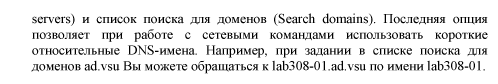 servers) и список поиска для доменов (Search domains). Последняя опция
позволяет при работе с сетевыми командами использовать короткие
относительные DNS-имена. Например, при задании в списке поиска для
доменов ad.vsu Вы можете обращаться к lab308-01.ad.vsu по имени lab308-01.